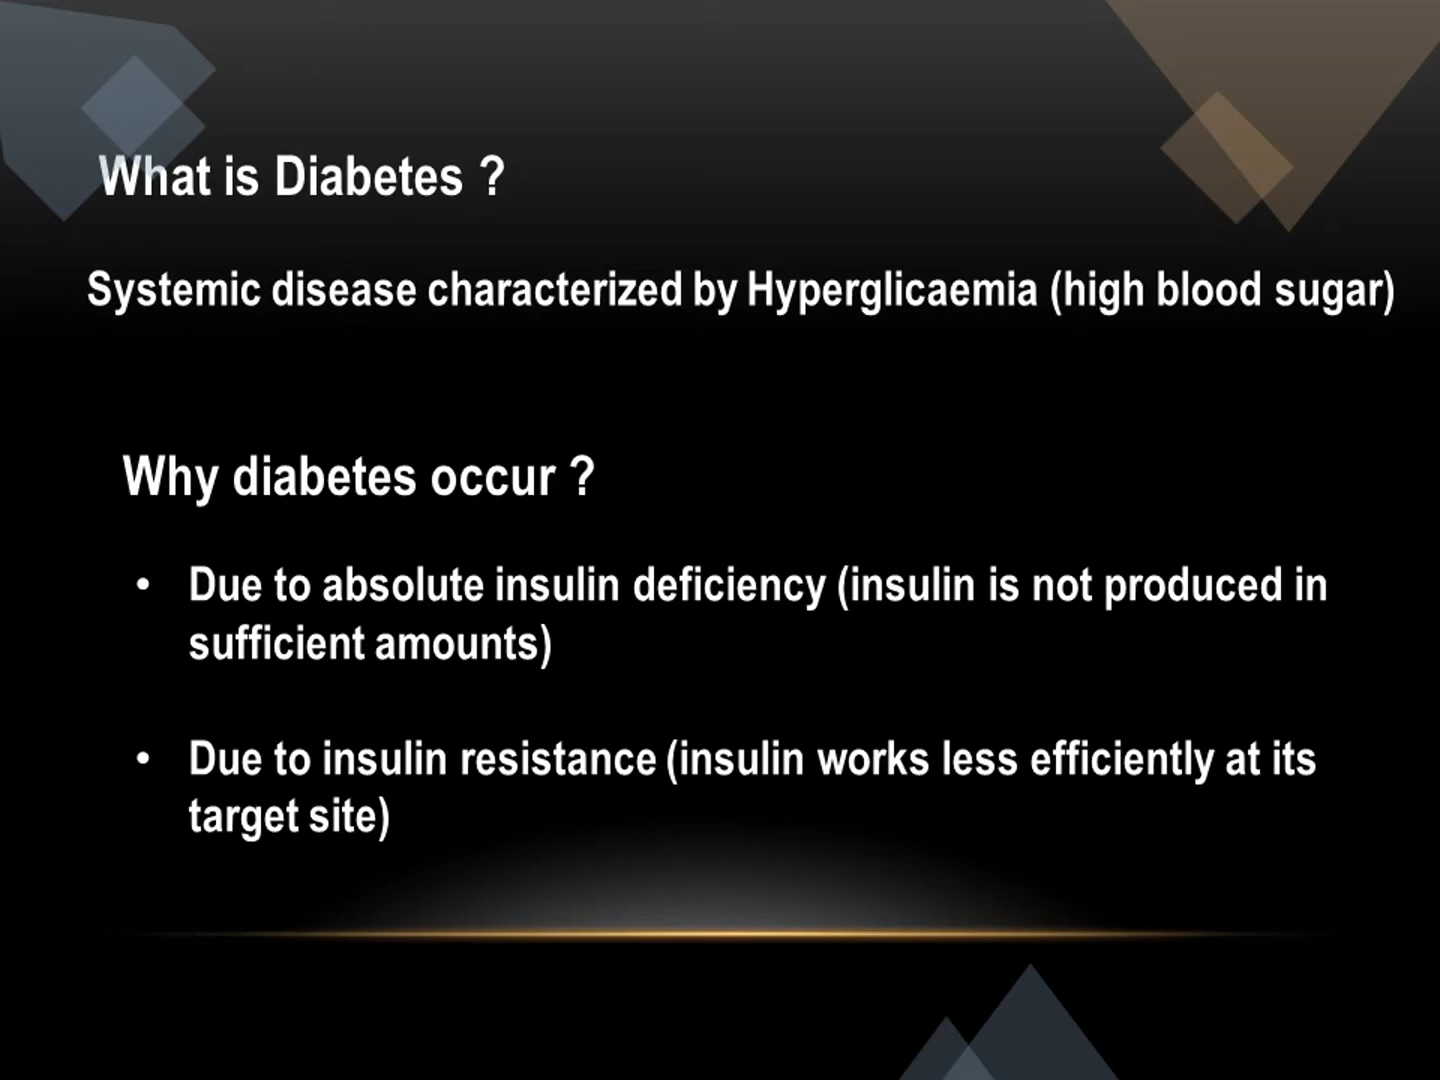 What is Diabetes ?
Systemic disease characterized by Hyperglicaemia (high blood sugar)
Why diabetes occur ?
• Due to absolute insulin deficiency (insulin is not produced in
sufficient amounts)
• Due to insulin resistance (insulin works less efficiently at its
target site)